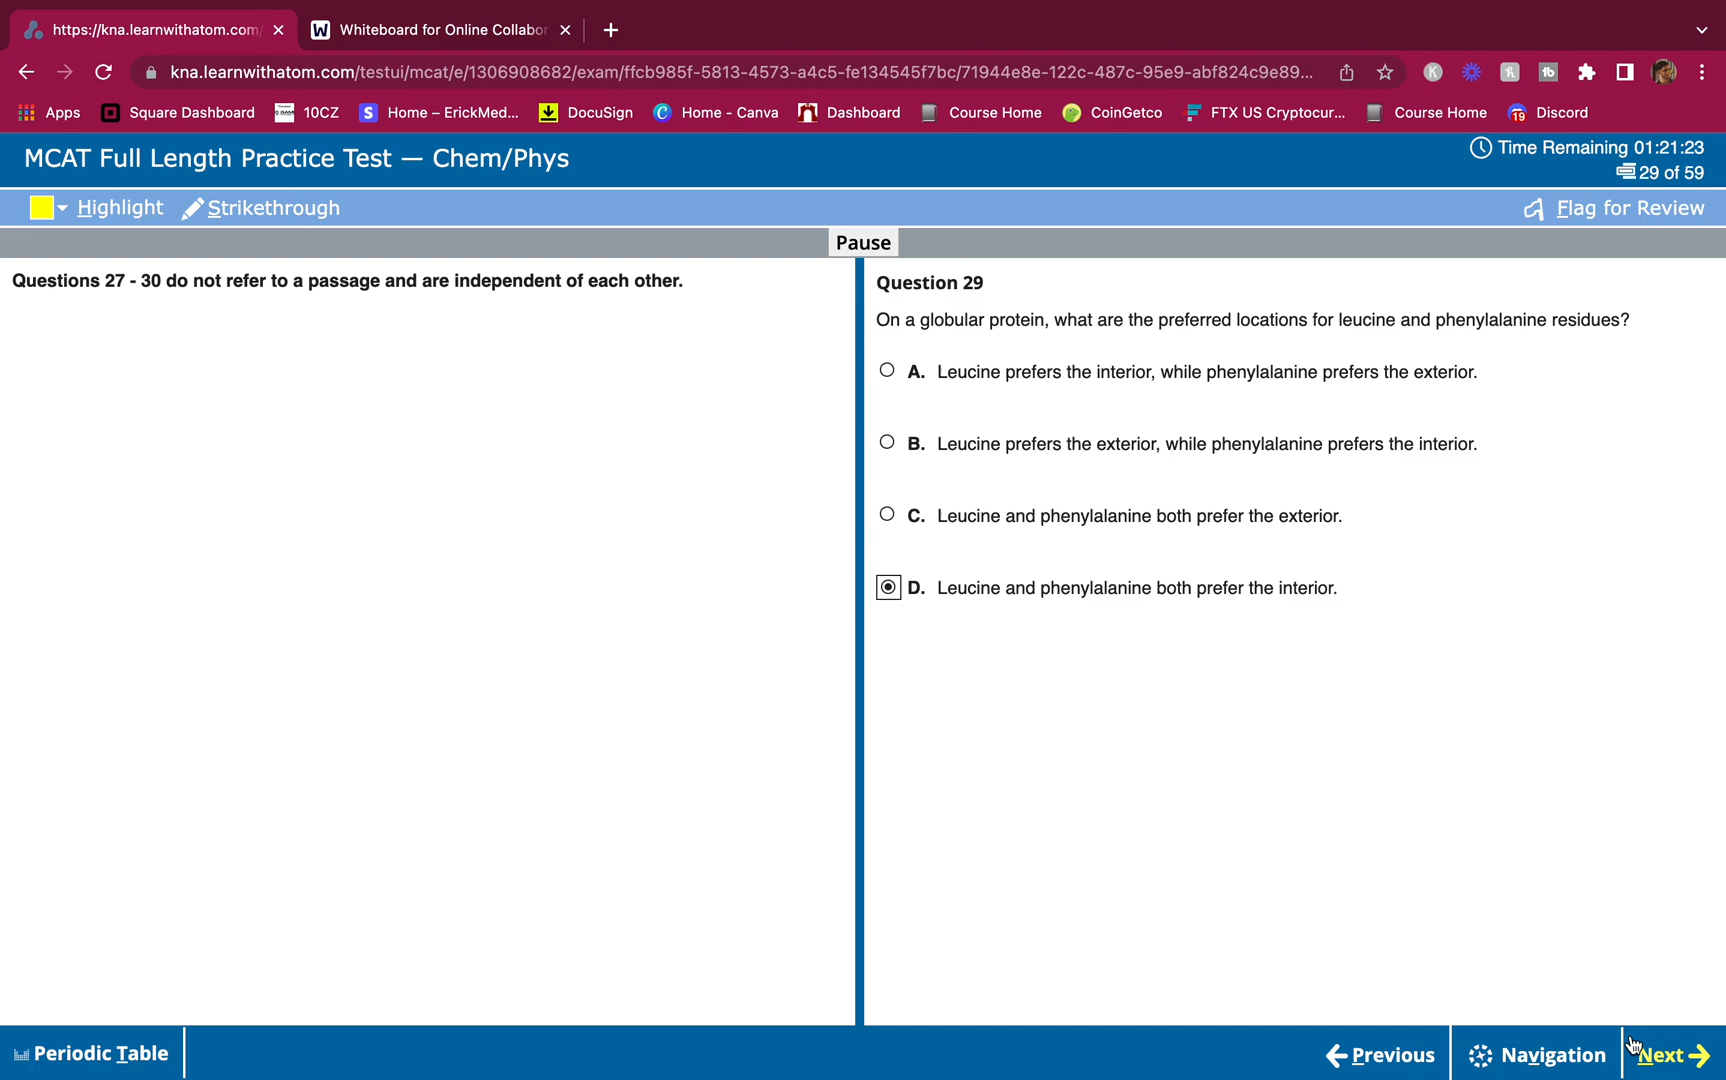 https://kna.learnwithatom.com/
W Whiteboard for Online Collabor
kna.learnwithatom.com/testui/mcat/e/1306908682/exam/ffcb985f-5813-4573-a4c5-fe134545f7bc/71944e8e-122c-487c-95e9-abf824c9e89...
Apps Square Dashboard 10CZ Home – ErickMed... DocuSign Home - Canva Dashboard Course Home CoinGetco FTX US Cryptocur... Course Home 19 Discord
MCAT Full Length Practice Test — Chem/Phys
Time Remaining 01:21:23
29 of 59
Highlight Strikethrough Flag for Review
Pause
Questions 27 - 30 do not refer to a passage and are independent of each other.
Question 29
On a globular protein, what are the preferred locations for leucine and phenylalanine residues?
A. Leucine prefers the interior, while phenylalanine prefers the exterior.
B. Leucine prefers the exterior, while phenylalanine prefers the interior.
C. Leucine and phenylalanine both prefer the exterior.
D. Leucine and phenylalanine both prefer the interior.
Periodic Table Previous Navigation Next